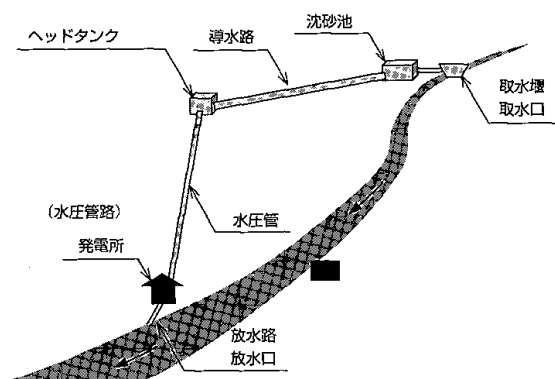 ヘッドタンク
導水路
沈砂池
取水堰
取水口
(水圧管路)
発電所
水圧管
放水路
放水口